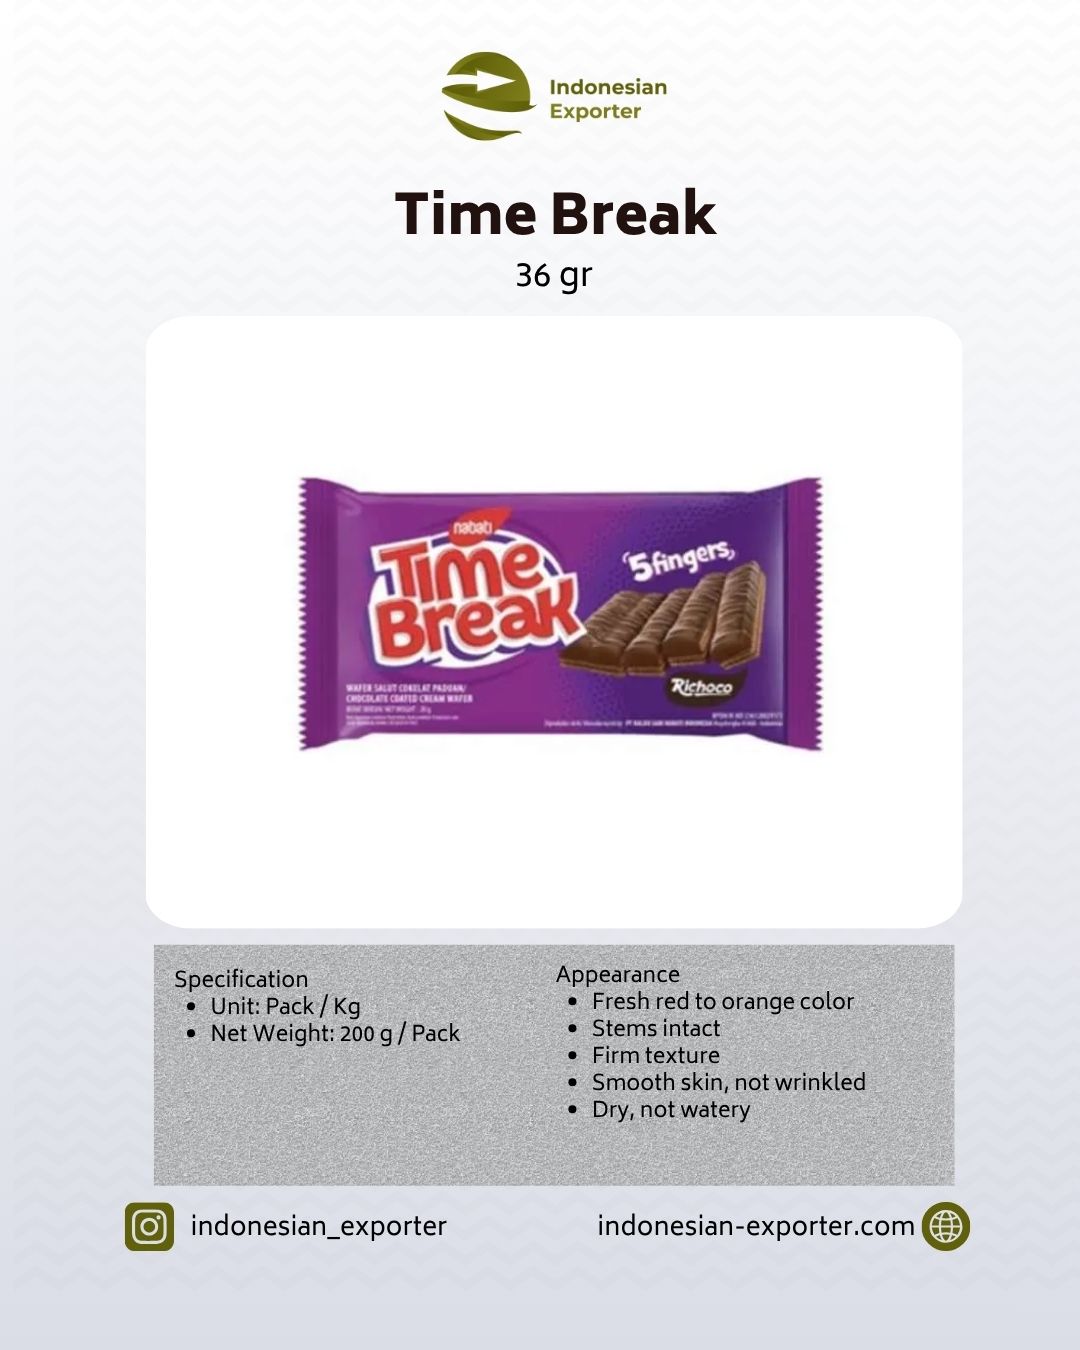 Indonesian
Exporter
Time Break
36 gr
nabati
Time
Break
'5fingers,
WAFER SALUT COKELAT PADUAN/
CHOCOLATE COATED CREAM WAFER
Richoco
Specification
• Unit: Pack / Kg
• Net Weight: 200 g / Pack
Appearance
• Fresh red to orange color
• Stems intact
• Firm texture
• Smooth skin, not wrinkled
• Dry, not watery
indonesian_exporter
indonesian-exporter.com